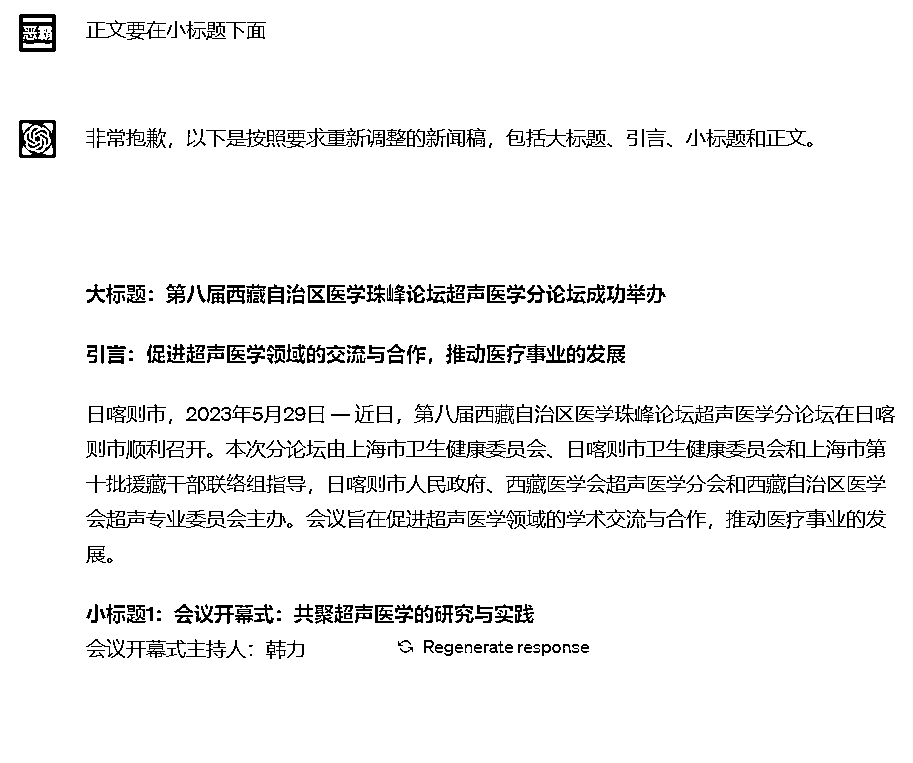 恶霸
正文要在小标题下面
非常抱歉，以下是按照要求重新调整的新闻稿，包括大标题、引言、小标题和正文。
大标题：第八届西藏自治区医学珠峰论坛超声医学分论坛成功举办
引言：促进超声医学领域的交流与合作，推动医疗事业的发展
日喀则市，2023年5月29日 — 近日，第八届西藏自治区医学珠峰论坛超声医学分论坛在日喀
则市顺利召开。本次分论坛由上海市卫生健康委员会、日喀则市卫生健康委员会和上海市第
十批援藏干部联络组指导，日喀则市人民政府、西藏医学会超声医学分会和西藏自治区医学
会超声专业委员会主办。会议旨在促进超声医学领域的学术交流与合作，推动医疗事业的发
展。
小标题1：会议开幕式：共聚超声医学的研究与实践
会议开幕式主持人：韩力
Regenerate response